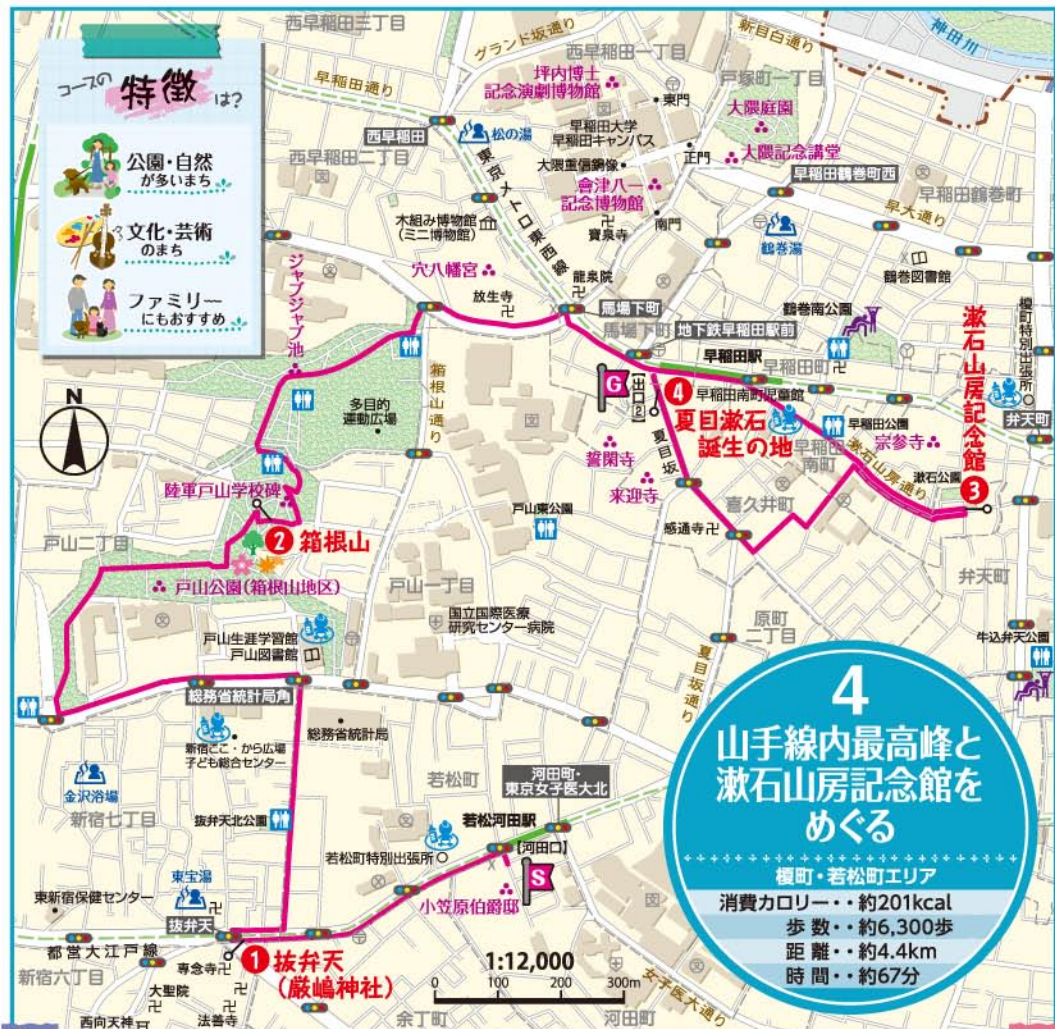 コースの
特徴
は?
公園・自然
が多いまち
文化・芸術
のまち
ファミリー
にもおすすめ
西早稲田三丁目
グランド坂通り
西早稲田一丁目
新目白通り
神田川
早稲田通り
坪内博士
記念演劇博物館
戸塚町一丁目
東門
大隈庭園
西早稲田
松の湯
早稲田大学
早稲田キャンパス
正門
大隈記念講堂
西早稲田二丁目
東京メトロ東西線
大隈重信銅像
早稲田鶴巻町西
會津八一
記念博物館
早稲田鶴巻町
早大通り
木組み博物館
(ミニ博物館)
南門
寶泉寺
鶴巻湯
穴八幡宮
龍泉院
鶴巻図書館
ジャブジャブ池
放生寺
馬場下町
馬場下町
地下鉄早稲田駅前
鶴巻南公園
榎町特別出張所
早稲田駅
早稲田町
漱石山房記念館
箱根山通り
G
【出口2】
4
早稲田南町児童館
夏目漱石
誕生の地
早稲田公園
弁天町
多目的
運動広場
N
誓閑寺
夏目坂
早稲田
南町
漱石山房通り
宗参寺
来迎寺
喜久井町
漱石公園
3
陸軍戸山学校碑
戸山東公園
感通寺
2
箱根山
戸山二丁目
弁天町
戸山公園(箱根山地区)
戸山一丁目
国立国際医療
研究センター病院
原町
二丁目
牛込弁天公園
戸山生涯学習館
戸山図書館
夏目坂通り
総務省統計局角
総務省統計局
新宿ここ・から広場
子ども総合センター
若松町
河田町・
東京女子医大北
金沢浴場
新宿七丁目
抜弁天北公園
若松河田駅
【河田口】
若松町特別出張所
東宝湯
S
東新宿保健センター
抜弁天
小笠原伯爵邸
都営大江戸線
専念寺
1
抜弁天
(厳嶋神社)
1:12,000
0
100
200
300m
新宿六丁目
大聖院
女子医大通り
西向天神
法善寺
余丁町
河田町
4
山手線内最高峰と
漱石山房記念館を
めぐる
榎町・若松町エリア
消費カロリー・・約201kcal
歩 数・・約6,300歩
距 離・・約4.4km
時 間・・約67分